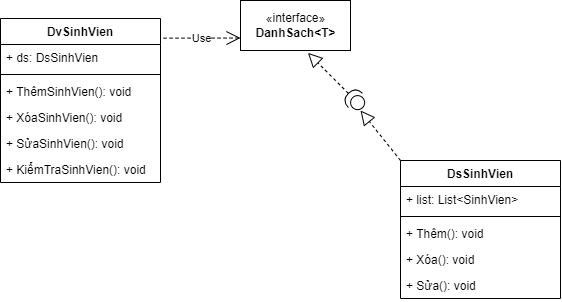 DvSinhVien
+ ds: DsSinhVien
+ ThêmSinhVien(): void
+ XóaSinhVien(): void
+ SửaSinhVien(): void
+ KiểmTraSinhVien(): void
Use
«interface»
DanhSach<T>
DsSinhVien
+ list: List<SinhVien>
+ Thêm(): void
+ Xóa(): void
+ Sửa(): void